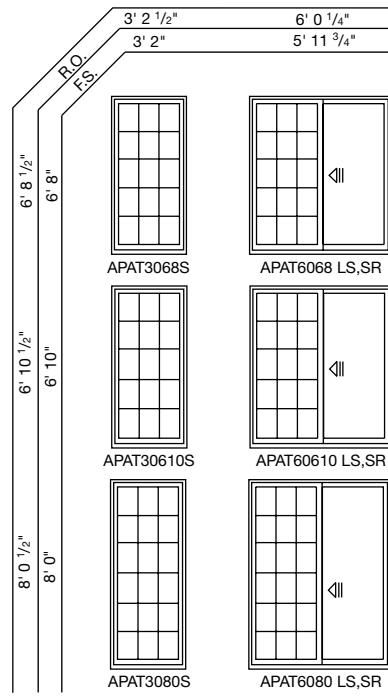 3' 2 1/2" 6' 0 1/4"
R.O. 3' 2" 5' 11 3/4"
F.S.
6' 8 1/2" 6' 8"
APAT3068S APAT6068 LS,SR
6' 10 1/2" 6' 10"
APAT30610S APAT60610 LS,SR
8' 0 1/2" 8' 0"
APAT3080S APAT6080 LS,SR